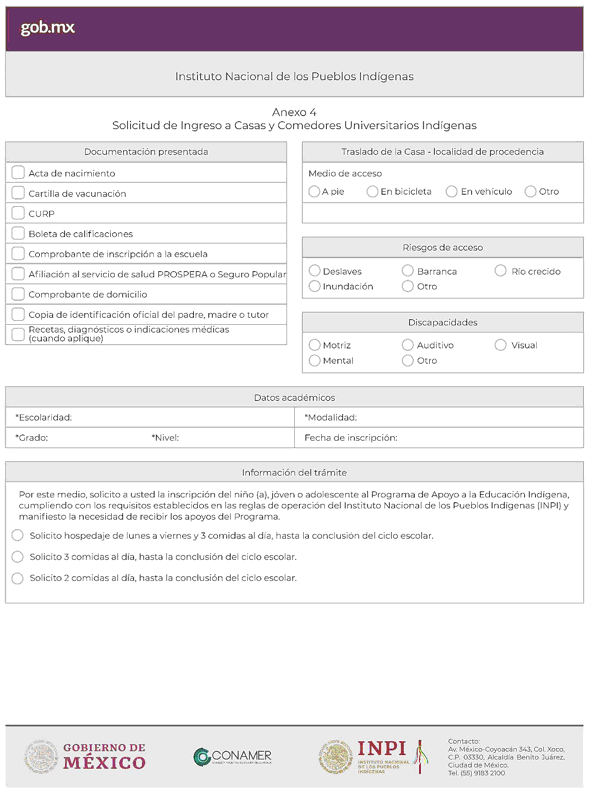 gob.mx
Instituto Nacional de los Pueblos Indígenas
Anexo 4
Solicitud de Ingreso a Casas y Comedores Universitarios Indígenas
Documentación presentada
Acta de nacimiento
Cartilla de vacunación
CURP
Boleta de calificaciones
Comprobante de inscripción a la escuela
Afiliación al servicio de salud PROSPERA o Seguro Popular
Comprobante de domicilio
Copia de identificación oficial del padre, madre o tutor
Recetas, diagnósticos o indicaciones médicas
(cuando aplique)
Traslado de la Casa - localidad de procedencia
Medio de acceso
A pie En bicicleta En vehículo Otro
Riesgos de acceso
Deslaves Barranca Río crecido
Inundación Otro
Discapacidades
Motriz Auditivo Visual
Mental Otro
Datos académicos
*Escolaridad: *Modalidad:
*Grado: *Nivel: Fecha de inscripción:
Información del trámite
Por este medio, solicito a usted la inscripción del niño (a), jóven o adolescente al Programa de Apoyo a la Educación Indígena,
cumpliendo con los requisitos establecidos en las reglas de operación del Instituto Nacional de los Pueblos Indígenas (INPI) y
manifiesto la necesidad de recibir los apoyos del Programa.
Solicito hospedaje de lunes a viernes y 3 comidas al día, hasta la conclusión del ciclo escolar.
Solicito 3 comidas al día, hasta la conclusión del ciclo escolar.
Solicito 2 comidas al día, hasta la conclusión del ciclo escolar.
GOBIERNO DE
MÉXICO
CONAMER
INPI
INSTITUTO NACIONAL
DE LOS PUEBLOS
INDÍGENAS
Contacto:
Av. México-Coyoacán 343, Col. Xoco,
C.P. 03330, Alcaldía Benito Juárez,
Ciudad de México.
Tel. (55) 9183 2100